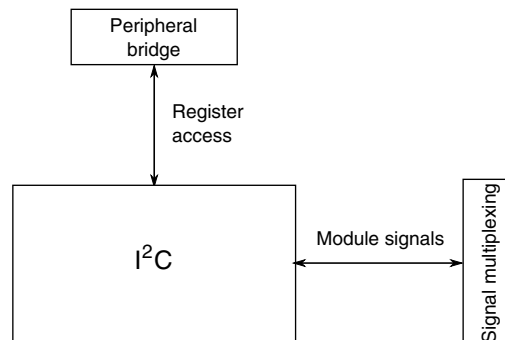 Peripheral
bridge
Register
access
I²C
Module signals
Signal multiplexing